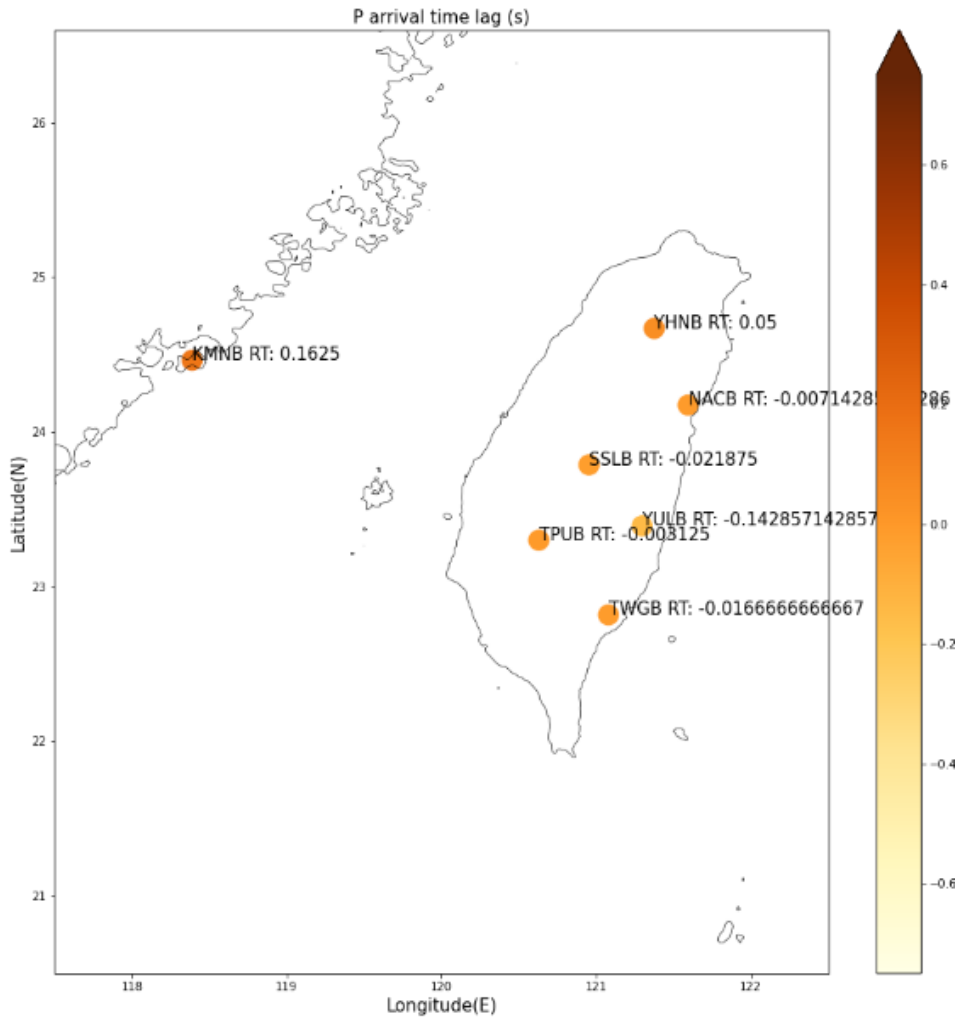 P arrival time lag (s)
26
25
24
23
22
21
Latitude(N)
YHNB RT: 0.05
KMNB RT: 0.1625
NACB RT: -0.00714285
SSLB RT: -0.021875
YULB RT: -0.142857142857
TPUB RT: -0.003125
TWGB RT: -0.0166666666667
118
119
120
121
122
Longitude(E)
0.6
0.4
0.0
−0.2
−0.4
−0.6